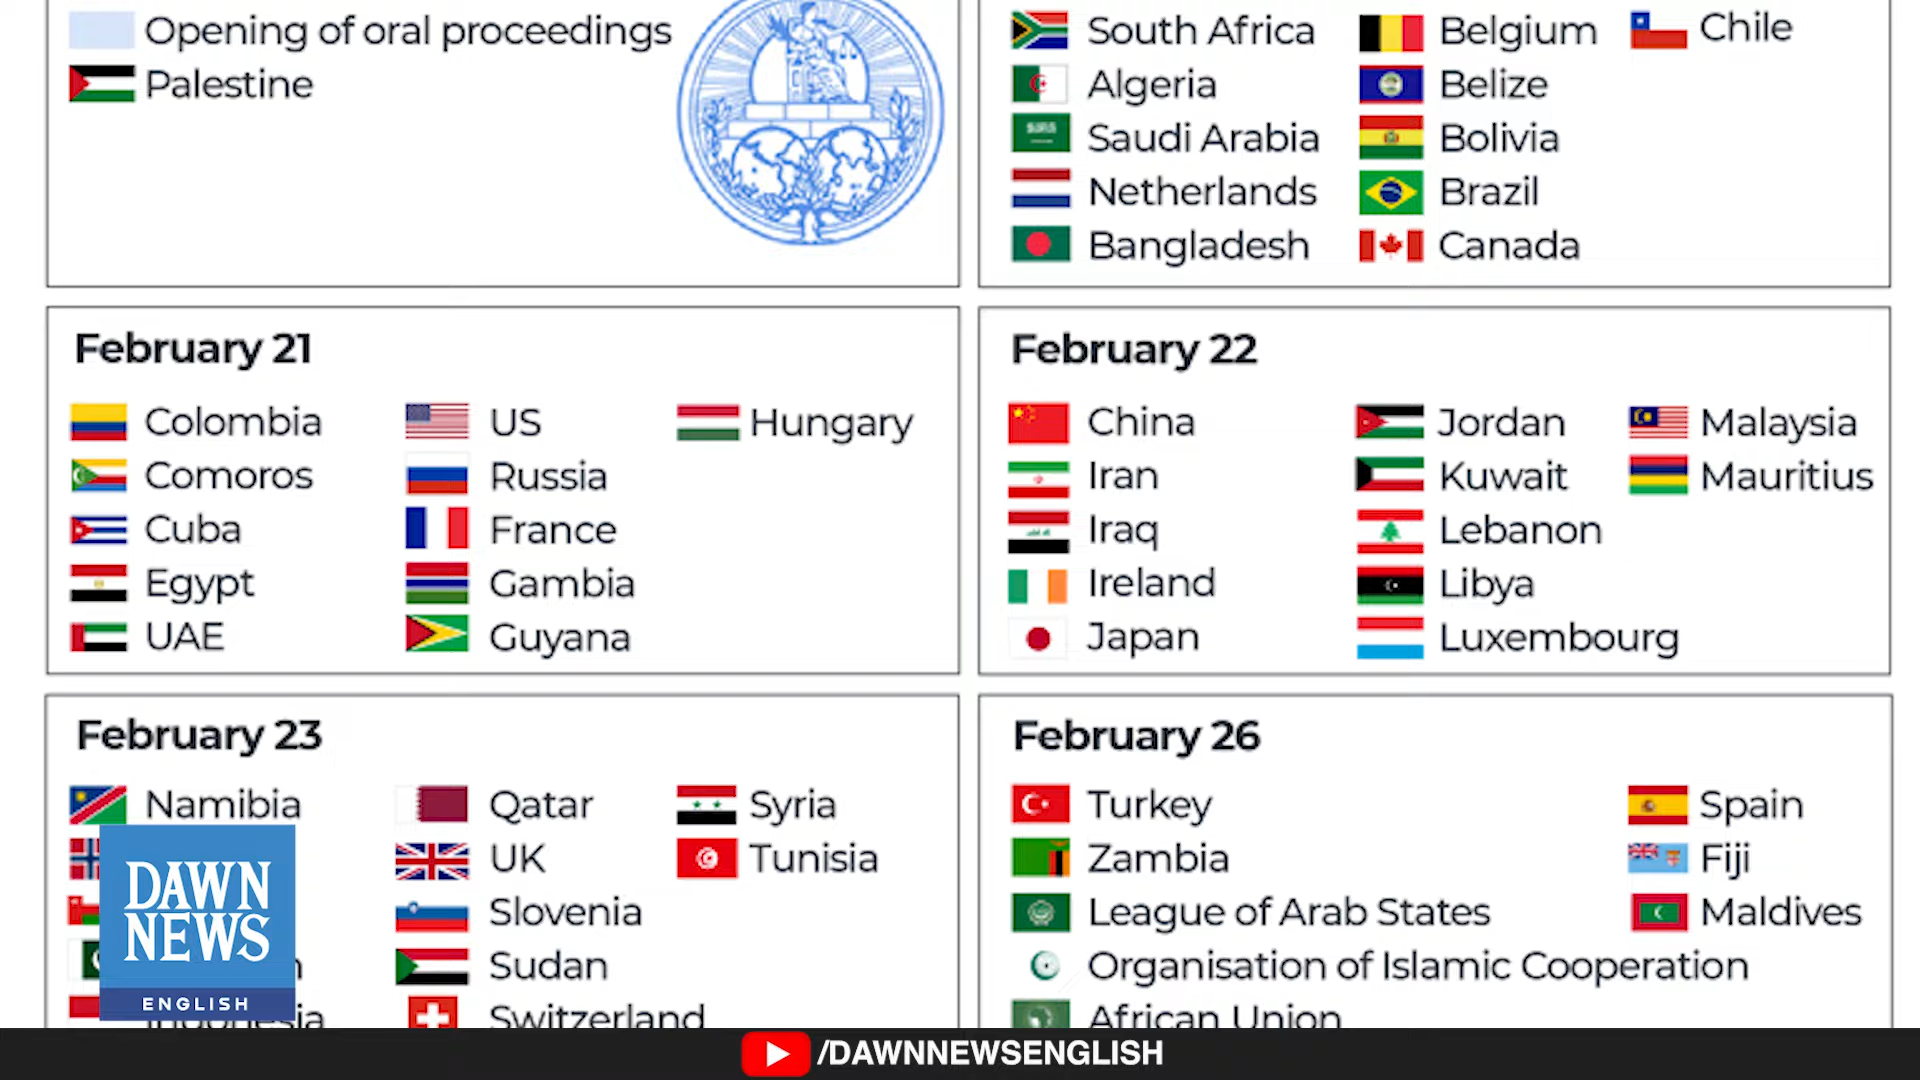 Opening of oral proceedings
Palestine
South Africa
Algeria
Saudi Arabia
Netherlands
Bangladesh
Belgium
Belize
Bolivia
Brazil
Canada
Chile
February 21
Colombia
Comoros
Cuba
Egypt
UAE
US
Russia
France
Gambia
Guyana
Hungary
February 22
China
Iran
Iraq
Ireland
Japan
Jordan
Kuwait
Lebanon
Libya
Luxembourg
Malaysia
Mauritius
February 23
Namibia
Indonesia
Qatar
UK
Slovenia
Sudan
Switzerland
Syria
Tunisia
February 26
Turkey
Zambia
League of Arab States
Organisation of Islamic Cooperation
African Union
Spain
Fiji
Maldives
DAWN
NEWS
ENGLISH
/DAWNNEWSENGLISH